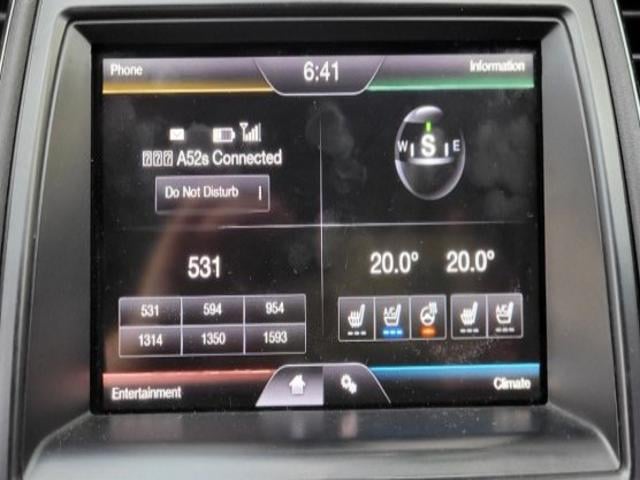 Phone
6:41
Information
⍰⍰⍰ A52s Connected
Do Not Disturb
W S E
531
20.0° 20.0°
531 594 954
1314 1350 1593
A/C A/C
Entertainment
Climate